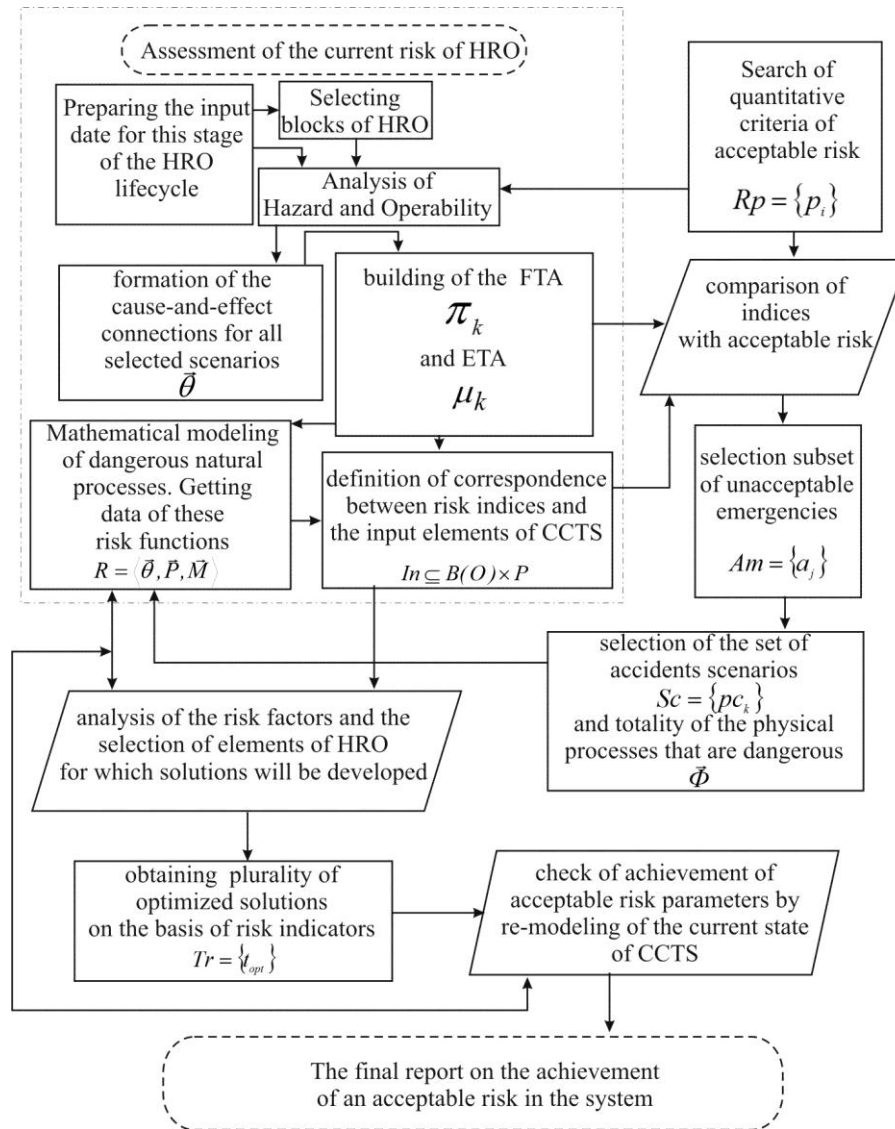 Assessment of the current risk of HRO
Preparing the input
date for this stage
of the HRO
lifecycle
Selecting
blocks of HRO
Analysis of
Hazard and Operability
Search of
quantitative
criteria of
acceptable risk
Rp = {p_i}
formation of the
cause-and-effect
connections for all
selected scenarios
θ⃗
building of the FTA
π_k
and ETA
μ_k
comparison of
indices
with acceptable risk
Mathematical modeling
of dangerous natural
processes. Getting
data of these
risk functions
R = ⟨θ⃗, P⃗, M⃗⟩
definition of correspondence
between risk indices and
the input elements of CCTS
In ⊆ B(O) × P
selection subset
of unacceptable
emergencies
Am = {a_j}
selection of the set of
accidents scenarios
Sc = {pc_k}
and totality of the physical
processes that are dangerous
Φ⃗
analysis of the risk factors and the
selection of elements of HRO
for which solutions will be developed
obtaining plurality of
optimized solutions
on the basis of risk indicators
Tr = {t_opt}
check of achievement of
acceptable risk parameters by
re-modeling of the current state
of CCTS
The final report on the achievement
of an acceptable risk in the system